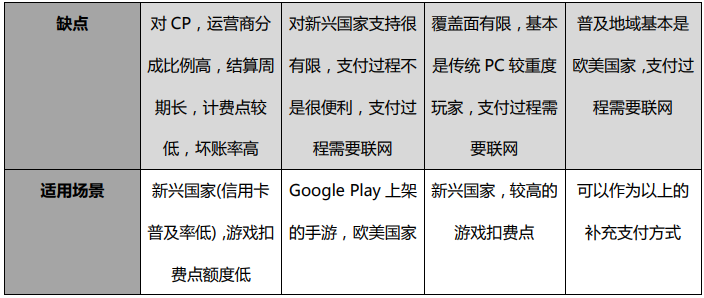 缺点
对 CP，运营商分
成比例高，结算周
期长，计费点较
低，坏账率高
对新兴国家支持很
有限，支付过程不
是很便利，支付过
程需要联网
覆盖面有限，基本
是传统 PC 较重度
玩家，支付过程需
要联网
普及地域基本是
欧美国家 ,支付过
程需要联网
适用场景
新兴国家(信用卡
普及率低) ,游戏扣
费点额度低
Google Play 上架
的手游，欧美国家
新兴国家，较高的
游戏扣费点
可以作为以上的
补充支付方式